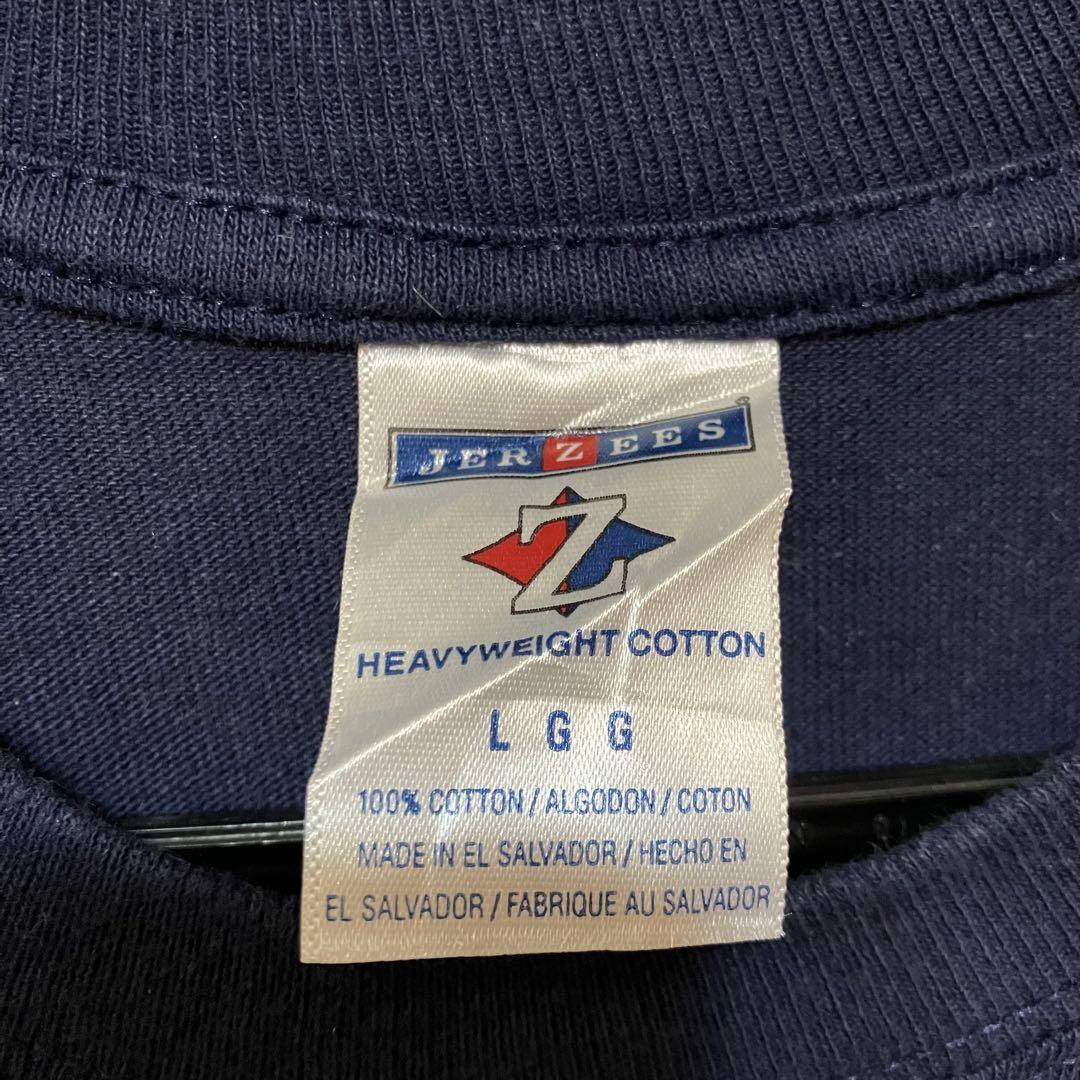 JERZEES®
Z
HEAVYWEIGHT COTTON
L G G
100% COTTON / ALGODON / COTON
MADE IN EL SALVADOR / HECHO EN
EL SALVADOR / FABRIQUE AU SALVADOR